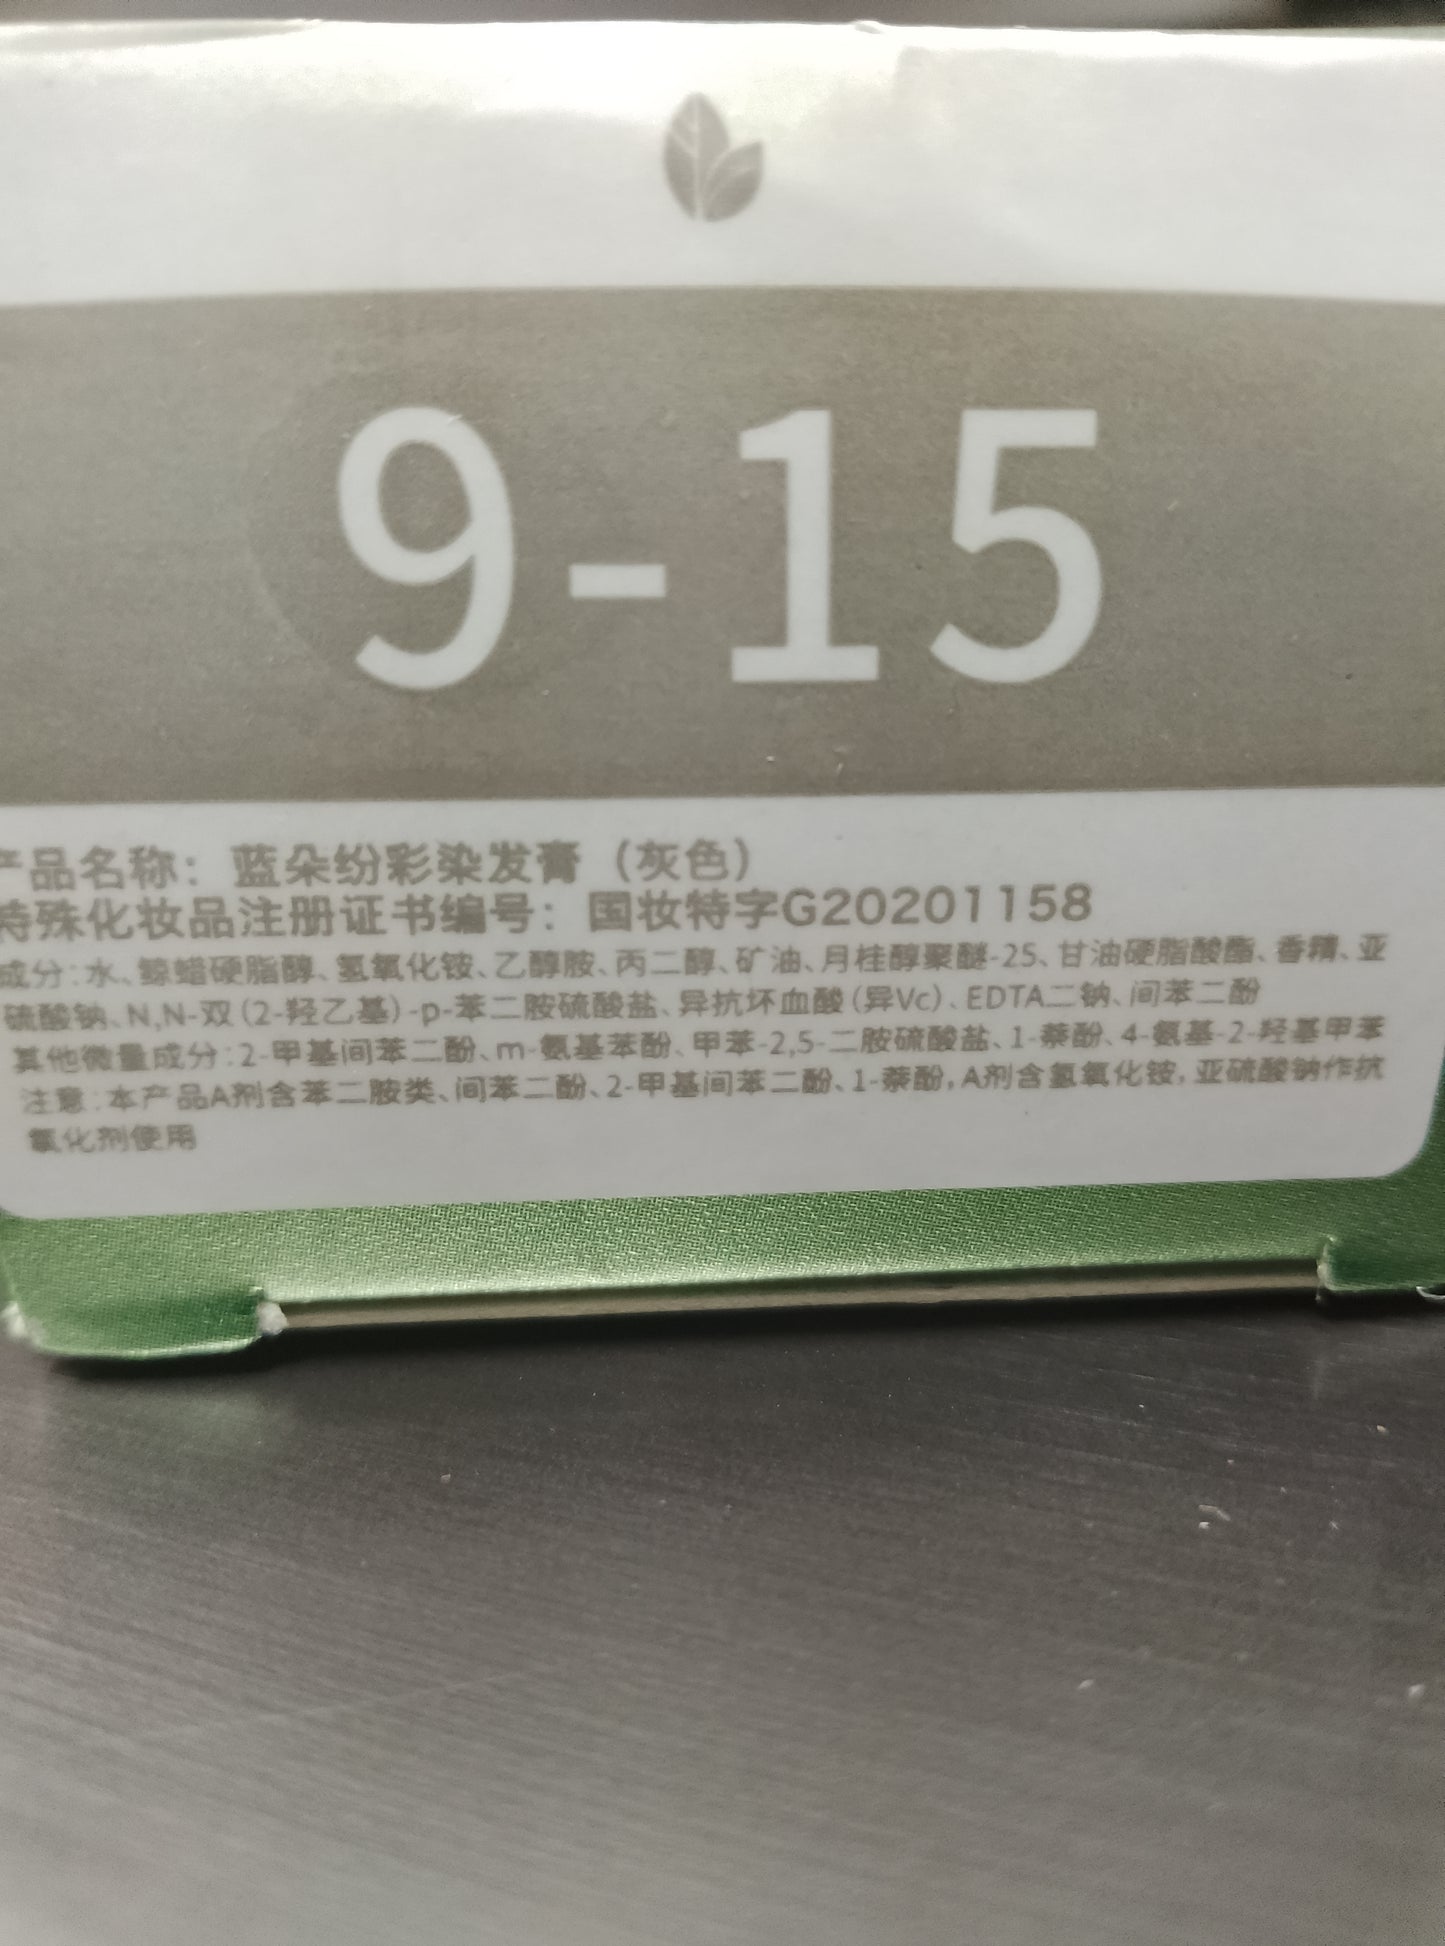 9-15
产品名称：蓝朵纷彩染发膏（灰色）
特殊化妆品注册证书编号：国妆特字G20201158
成分：水、鲸蜡硬脂醇、氢氧化铵、乙醇胺、丙二醇、矿油、月桂醇聚醚-25、甘油硬脂酸酯、香精、亚
硫酸钠、N,N-双(2-羟乙基)-p-苯二胺硫酸盐、异抗坏血酸(异Vc)、EDTA二钠、间苯二酚
其他微量成分：2-甲基间苯二酚、m-氨基苯酚、甲苯-2,5-二胺硫酸盐、1-萘酚、4-氨基-2-羟基甲苯
注意：本产品A剂含苯二胺类、间苯二酚、2-甲基间苯二酚、1-萘酚，A剂含氢氧化铵，亚硫酸钠作抗
氧化剂使用